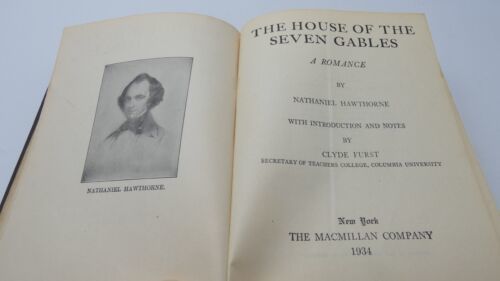 NATHANIEL HAWTHORNE.
THE HOUSE OF THE
SEVEN GABLES
A ROMANCE
BY
NATHANIEL HAWTHORNE
WITH INTRODUCTION AND NOTES
BY
CLYDE FURST
SECRETARY OF TEACHERS COLLEGE, COLUMBIA UNIVERSITY
New York
THE MACMILLAN COMPANY
1934